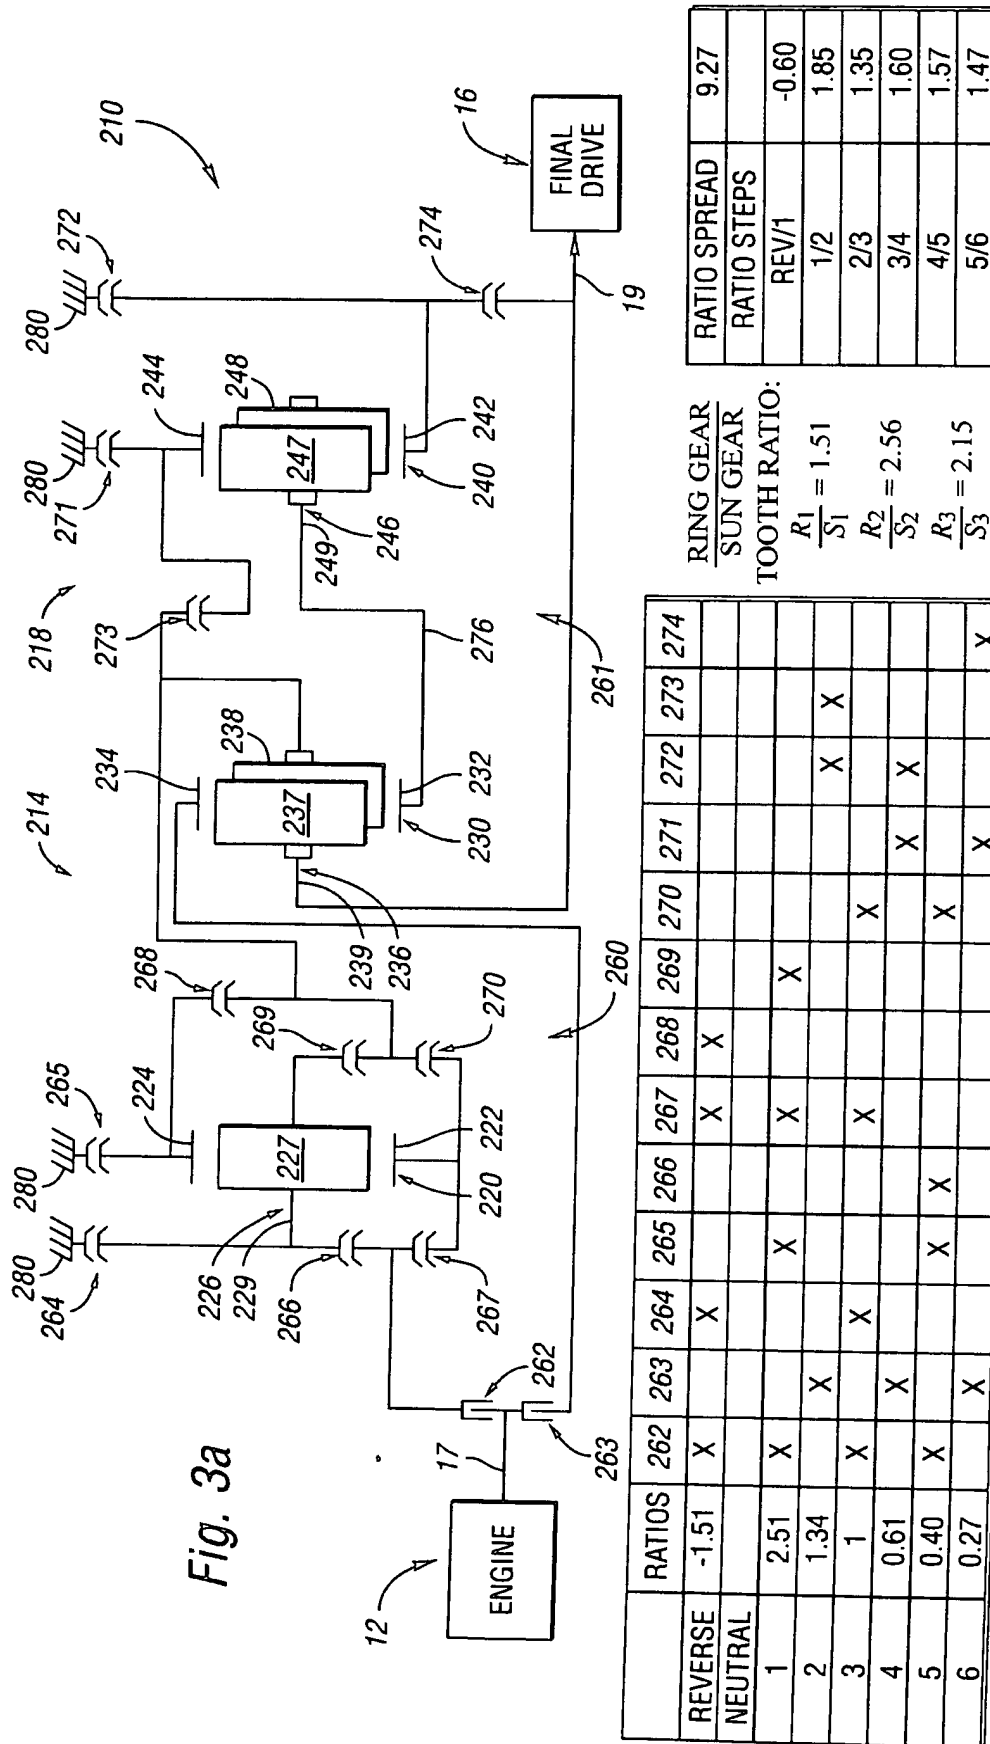 Fig. 3a
210
214
218
280
264
280
265
224
268
234
280
271
244
280
272
226
229
227
269
237
238
273
247
248
274
266
267
222
220
270
239
236
232
230
249
246
242
240
276
16
FINAL
DRIVE
19
261
260
262
263
17
12
ENGINE
RATIOS 262 263 264 265 266 267 268 269 270 271 272 273 274
REVERSE -1.51 X X X X
NEUTRAL
1 2.51 X X X X
2 1.34 X X X
3 1 X X X X
4 0.61 X X X
5 0.40 X X X X
6 0.27 X X X
RING GEAR
SUN GEAR
TOOTH RATIO:
R1
S1 = 1.51
R2
S2 = 2.56
R3
S3 = 2.15
RATIO SPREAD 9.27
RATIO STEPS
REV/1 -0.60
1/2 1.85
2/3 1.35
3/4 1.60
4/5 1.57
5/6 1.47